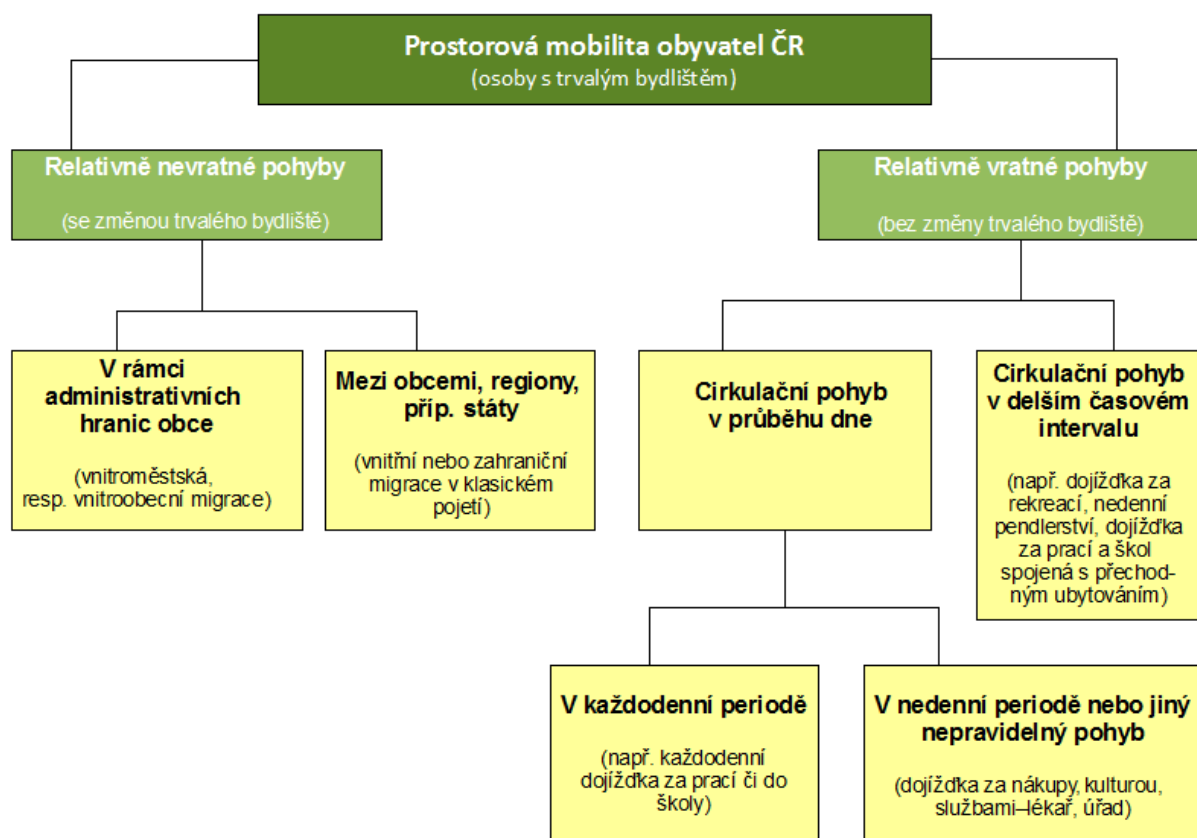 Prostorová mobilita obyvatel ČR
(osoby s trvalým bydlištěm)
Relativně nevratné pohyby
(se změnou trvalého bydliště)
Relativně vratné pohyby
(bez změny trvalého bydliště)
V rámci
administrativních
hranic obce
(vnitroměstská,
resp. vnitroobecní migrace)
Mezi obcemi, regiony,
příp. státy
(vnitřní nebo zahraniční
migrace v klasickém
pojetí)
Cirkulační pohyb
v průběhu dne
Cirkulační pohyb
v delším časovém
intervalu
(např. dojížďka za
rekreací, nedenní
pendlerství, dojížďka
za prací a škol
spojená s přechod-
ným ubytováním)
V každodenní periodě
(např. každodenní
dojížďka za prací či do
školy)
V nedenní periodě nebo jiný
nepravidelný pohyb
(dojížďka za nákupy, kulturou,
službami–lékař, úřad)